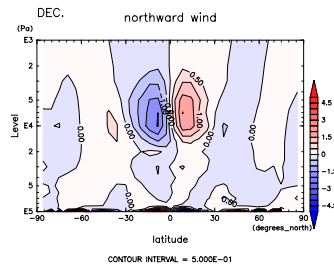 DEC.
northward wind
(Pa)
E3
2
5
E4
2
5
E5
Level
0.50
1.00
0.00
0.00
0.00
0.00
-90
-60
-30
0
30
60
90
(degrees_north)
latitude
4.5
3
1.5
0
-1.5
-3
-4.5
CONTOUR INTERVAL = 5.000E-01